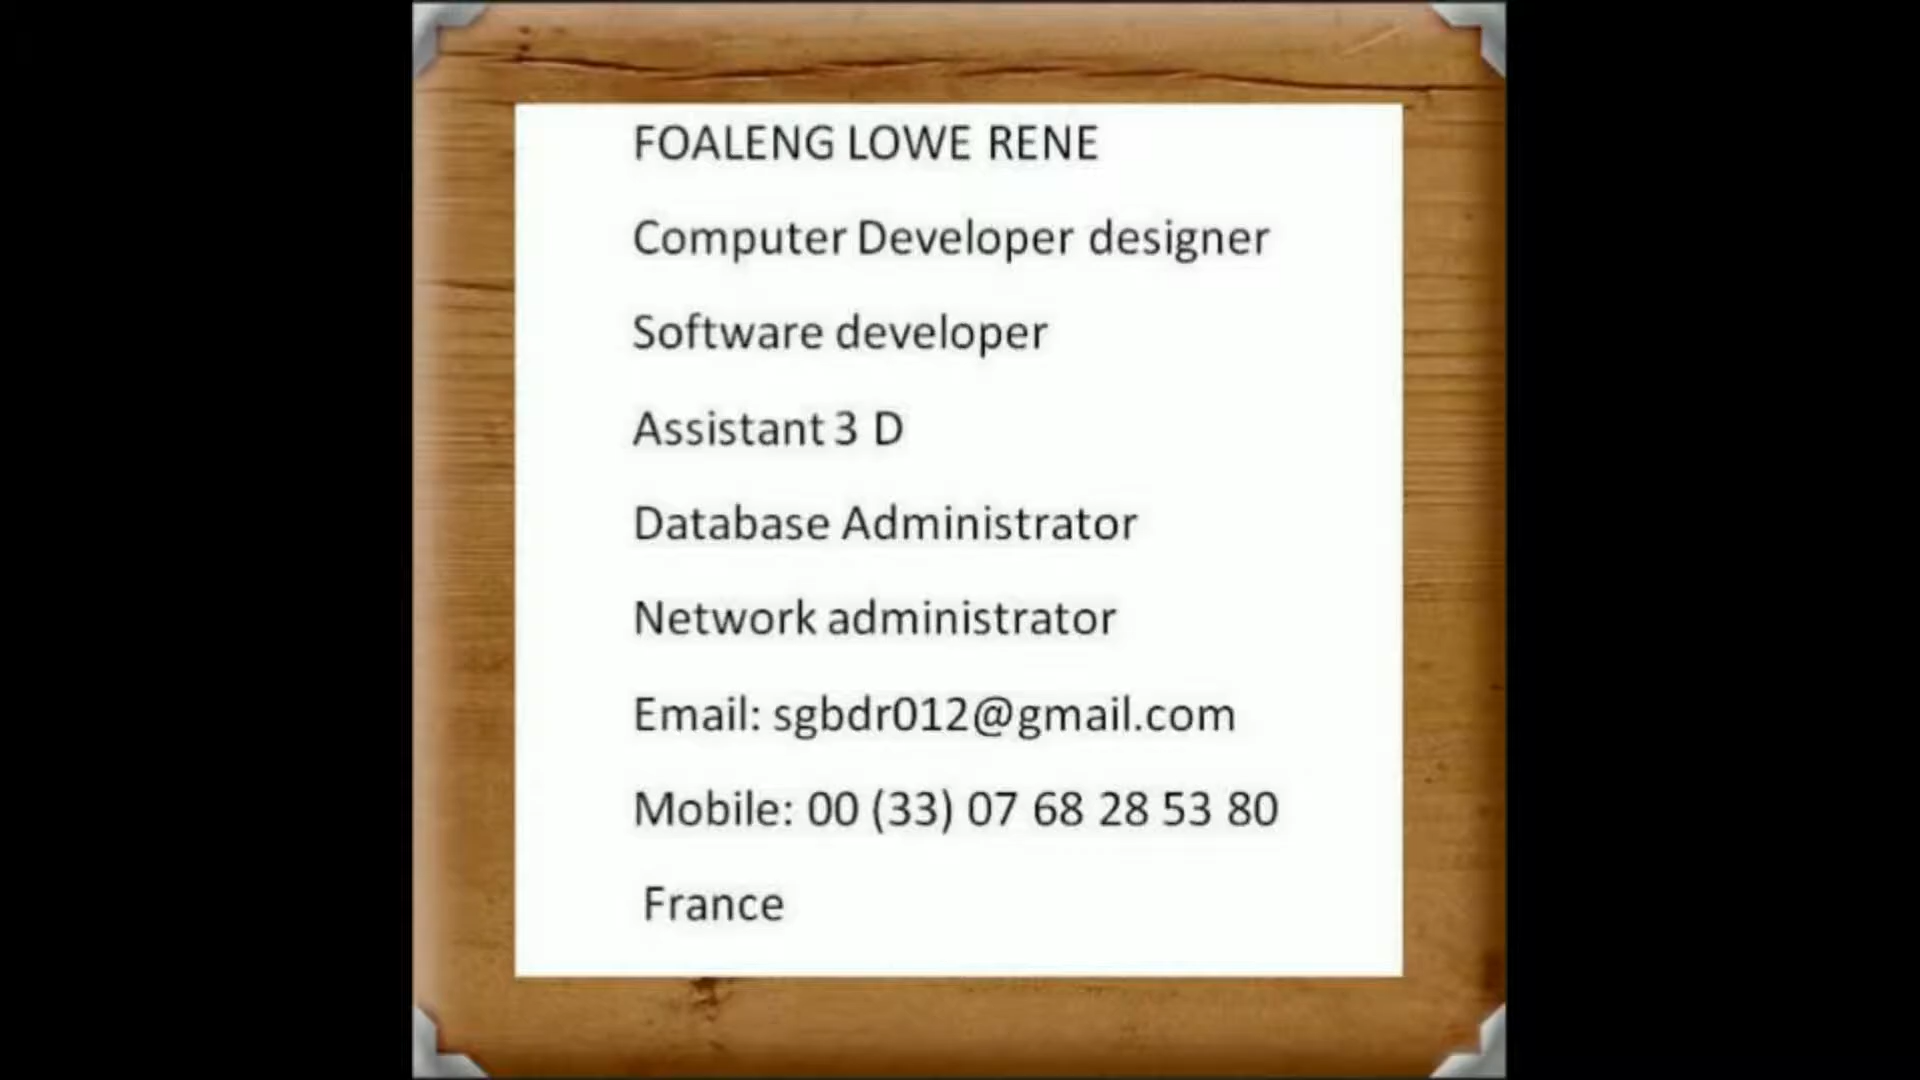 FOALENG LOWE RENE
Computer Developer designer
Software developer
Assistant 3 D
Database Administrator
Network administrator
Email: sgbdr012@gmail.com
Mobile: 00 (33) 07 68 28 53 80
France